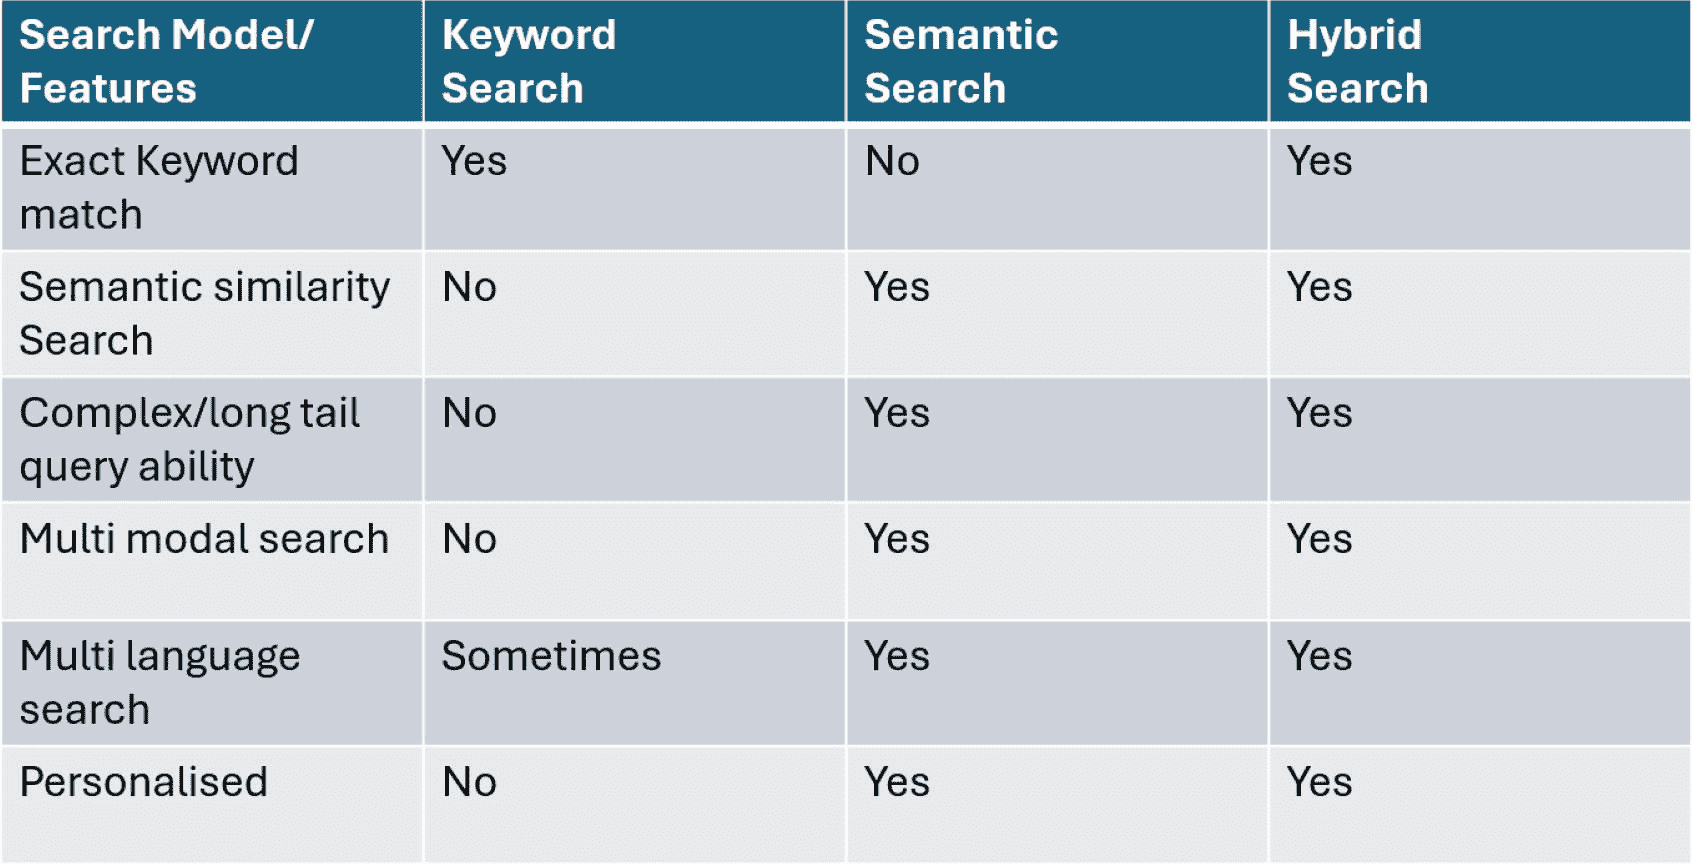 Search Model/ Keyword Semantic Hybrid
Features Search Search Search
Exact Keyword Yes No Yes
match
Semantic similarity No Yes Yes
Search
Complex/long tail No Yes Yes
query ability
Multi modal search No Yes Yes
Multi language Sometimes Yes Yes
search
Personalised No Yes Yes